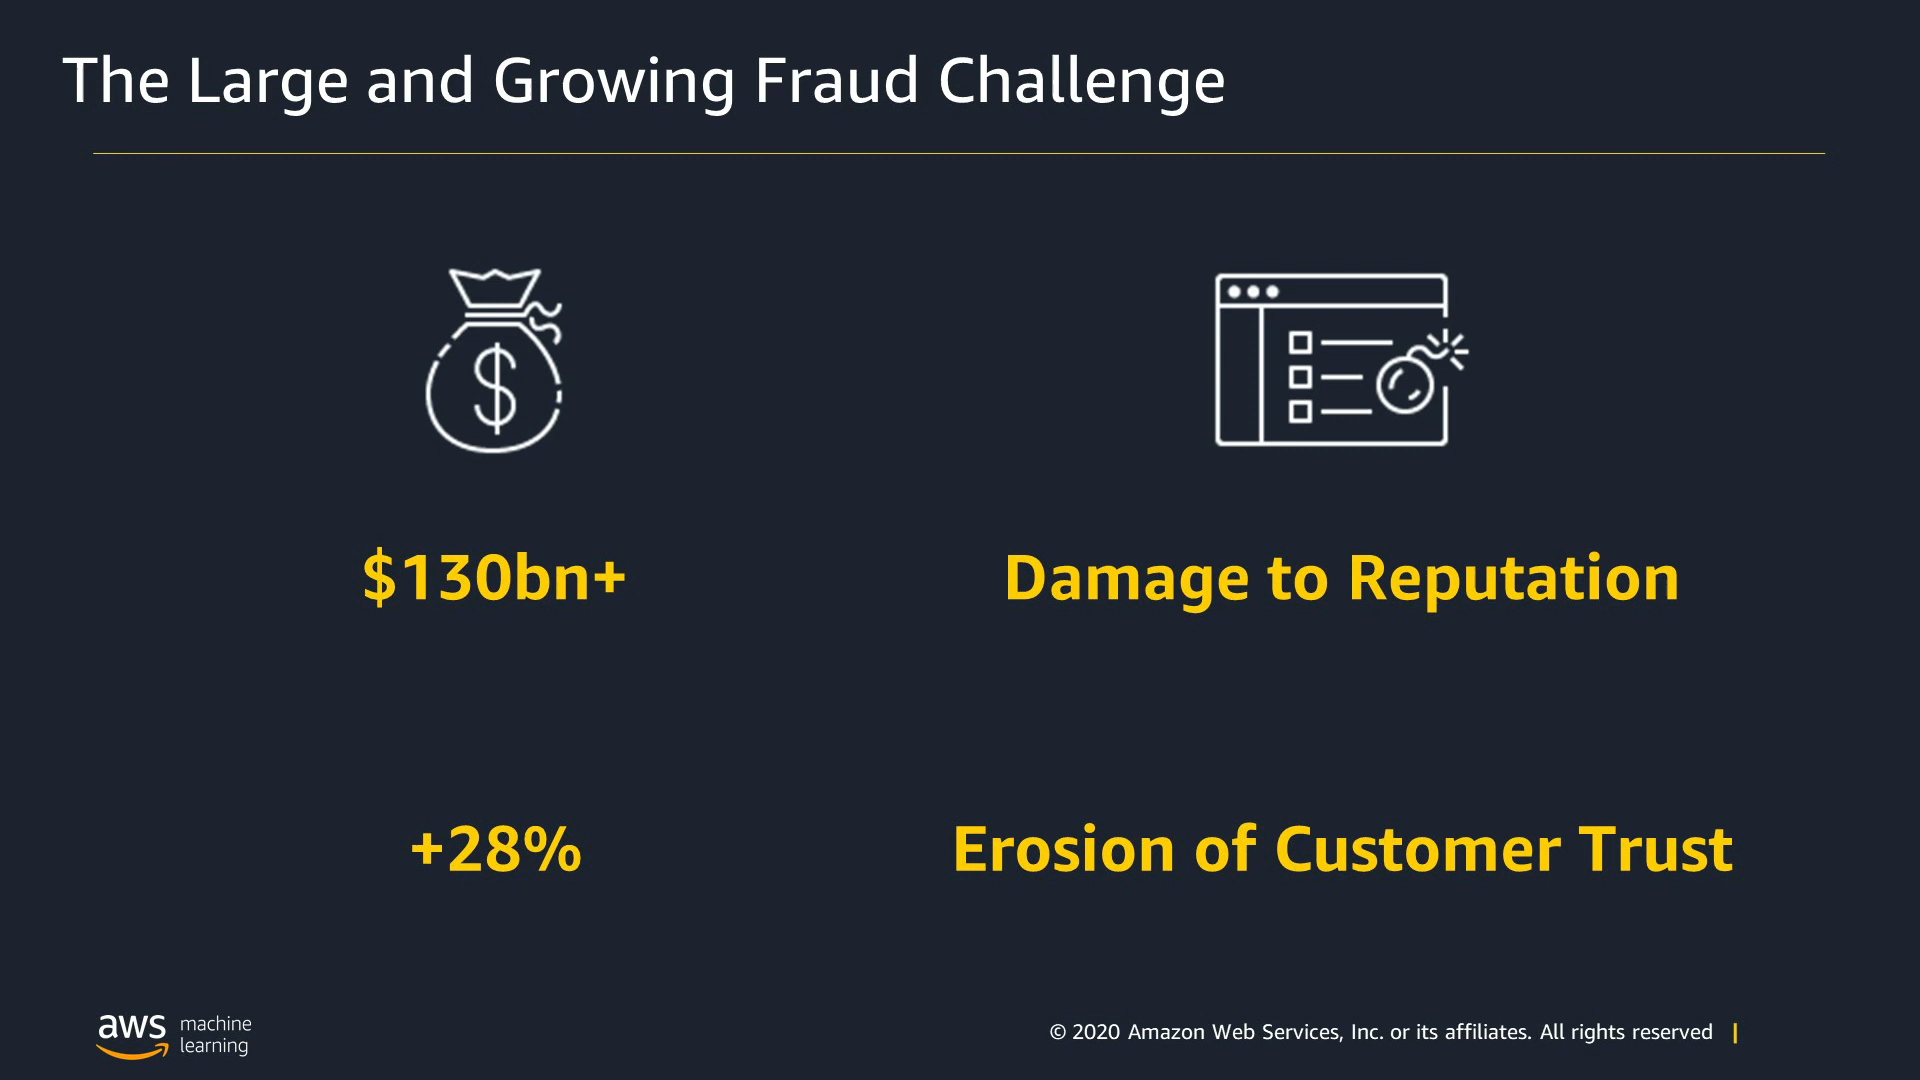 The Large and Growing Fraud Challenge
$
$130bn+
Damage to Reputation
+28%
Erosion of Customer Trust
aws machine
learning
© 2020 Amazon Web Services, Inc. or its affiliates. All rights reserved |